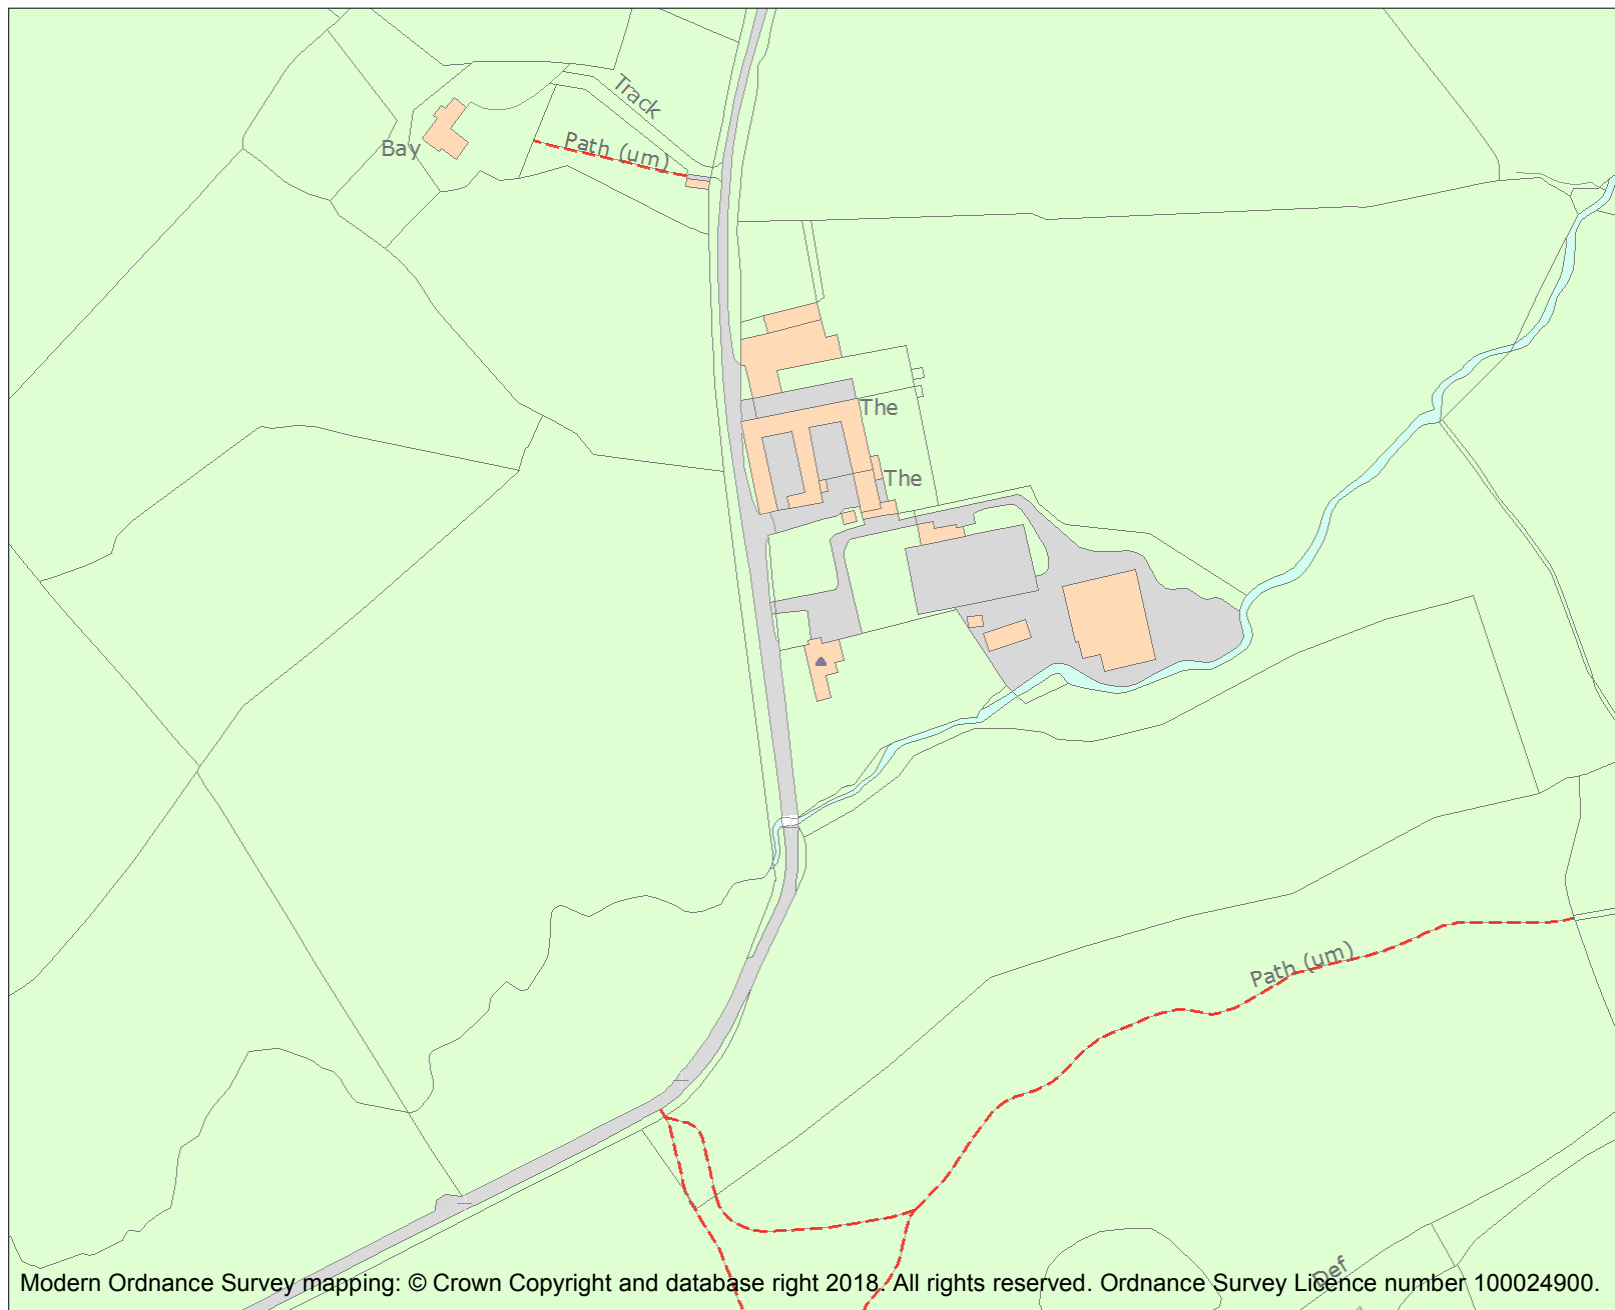 Track
Path (um)
Bay
The
The
Path (um)
Def
Modern Ordnance Survey mapping: © Crown Copyright and database right 2018. All rights reserved. Ordnance Survey Licence number 100024900.